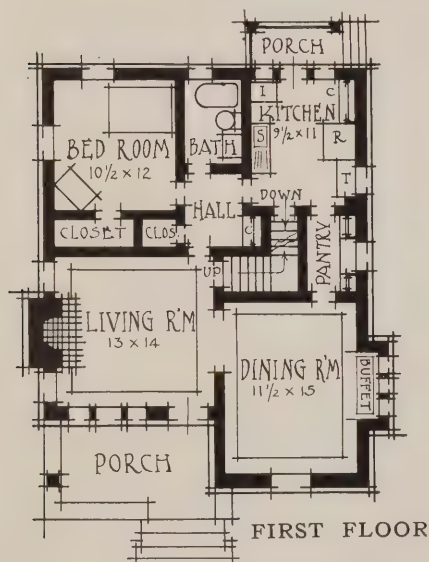 PORCH
I
C
KITCHEN
9½ x 11
S
R
T
BATH
BED ROOM
10½ x 12
HALL
DOWN
CLOSET
CLOS.
C
UP
PANTRY
LIVING R'M
13 x 14
DINING R'M
11½ x 15
BUFFET
PORCH
FIRST FLOOR